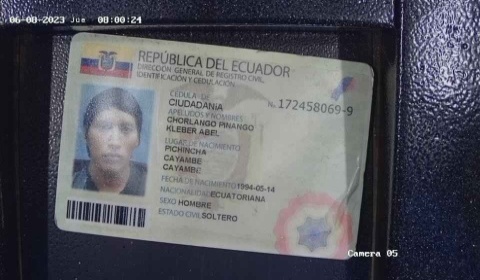 06-08-2023 Jue 08:00:24
REPÚBLICA DEL ECUADOR
DIRECCIÓN GENERAL DE REGISTRO CIVIL,
IDENTIFICACIÓN Y CEDULACIÓN
CÉDULA DE
CIUDADANÍA
N. 172458069-9
APELLIDOS Y NOMBRES
CHORLANGO PINANGO
KLEBER ABEL
LUGAR DE NACIMIENTO
PICHINCHA
CAYAMBE
CAYAMBE
FECHA DE NACIMIENTO 1994-05-14
NACIONALIDAD ECUATORIANA
SEXO HOMBRE
ESTADO CIVIL SOLTERO
Camera 05